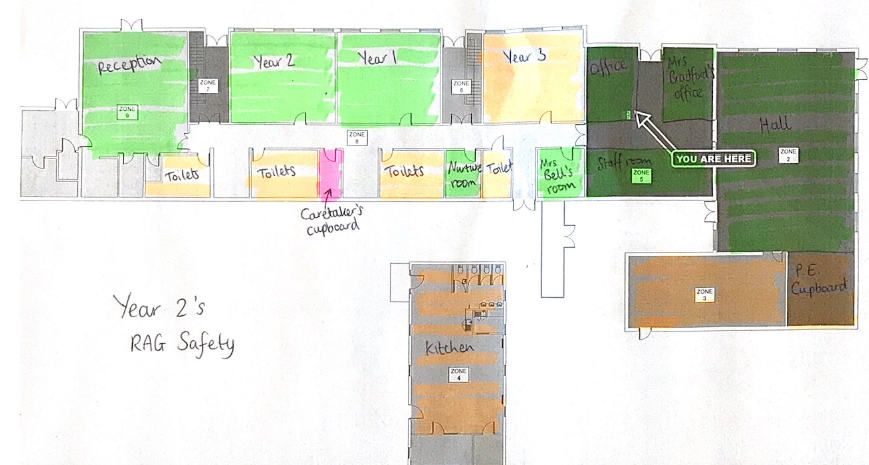 Reception
ZONE
9
ZONE
7
Year 2
Year 1
ZONE
6
Year 3
Office
Mrs
Gradford's
office
Hall
ZONE
2
ZONE
8
YOU ARE HERE
Toilets
Toilets
Caretaker's
cupboard
Toilets
Nurture
room
Toilet
Mrs
Bell's
room
Staff room
ZONE
5
ZONE
3
P.E.
Cupboard
Kitchen
ZONE
4
Year 2's
RAG Safety